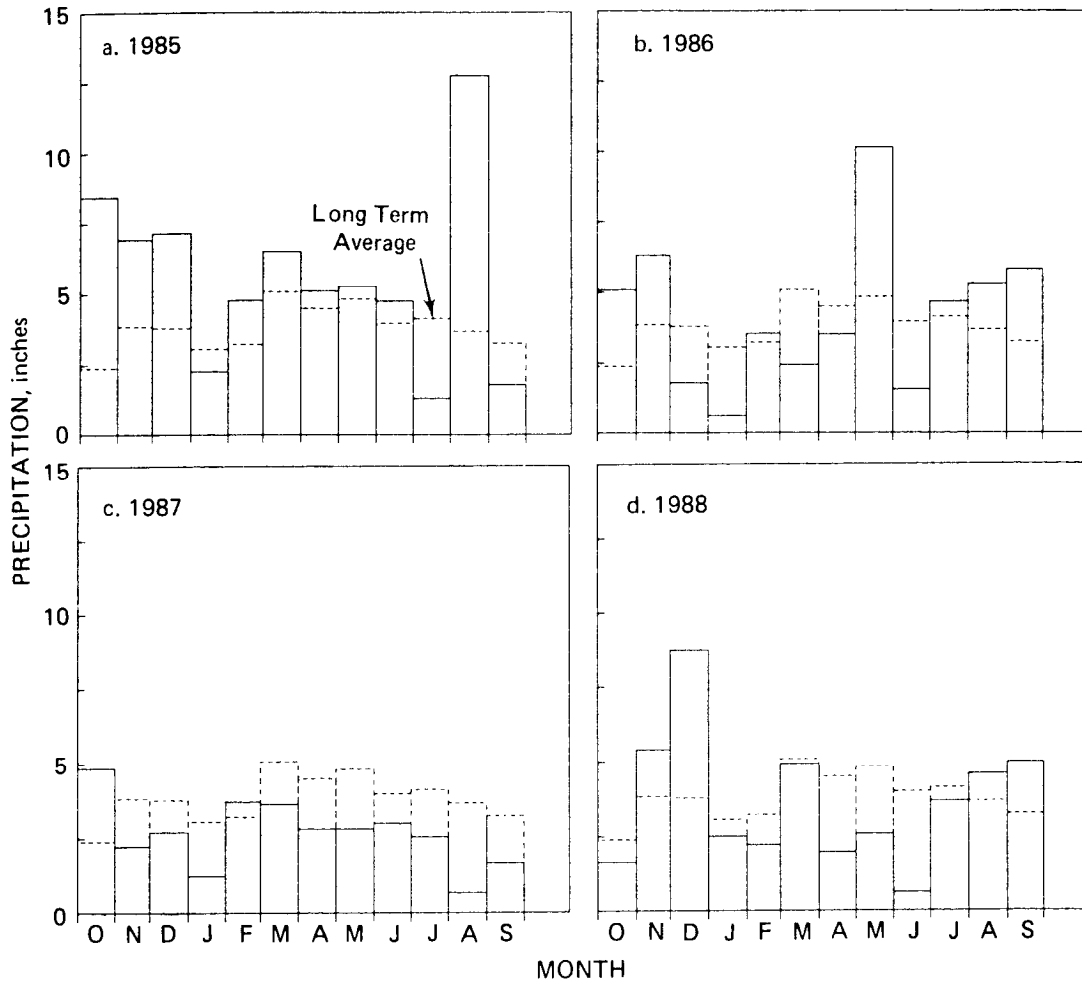 15
a. 1985
b. 1986
10
Long Term
Average
5
0
PRECIPITATION, inches
15
c. 1987
d. 1988
10
5
0
O N D J F M A M J J A S
O N D J F M A M J J A S
MONTH